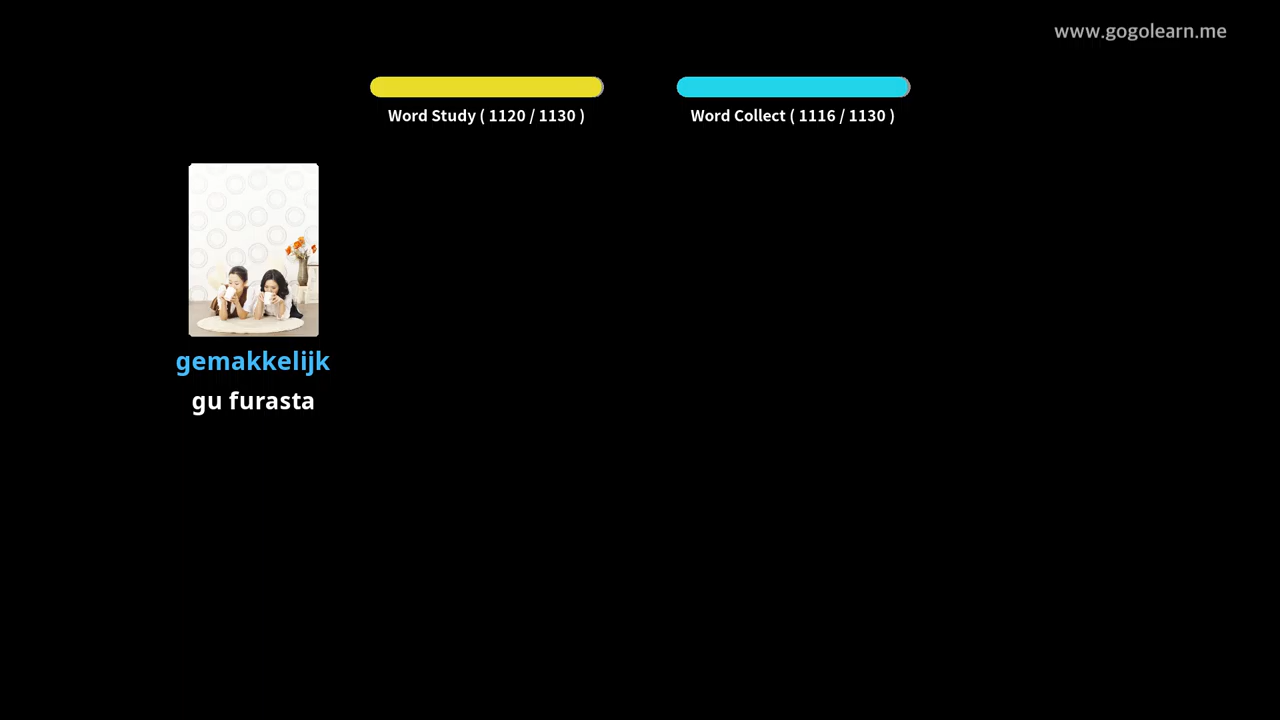 www.gogolearn.me
Word Study ( 1120 / 1130 )
Word Collect ( 1116 / 1130 )
gemakkelijk
gu furasta